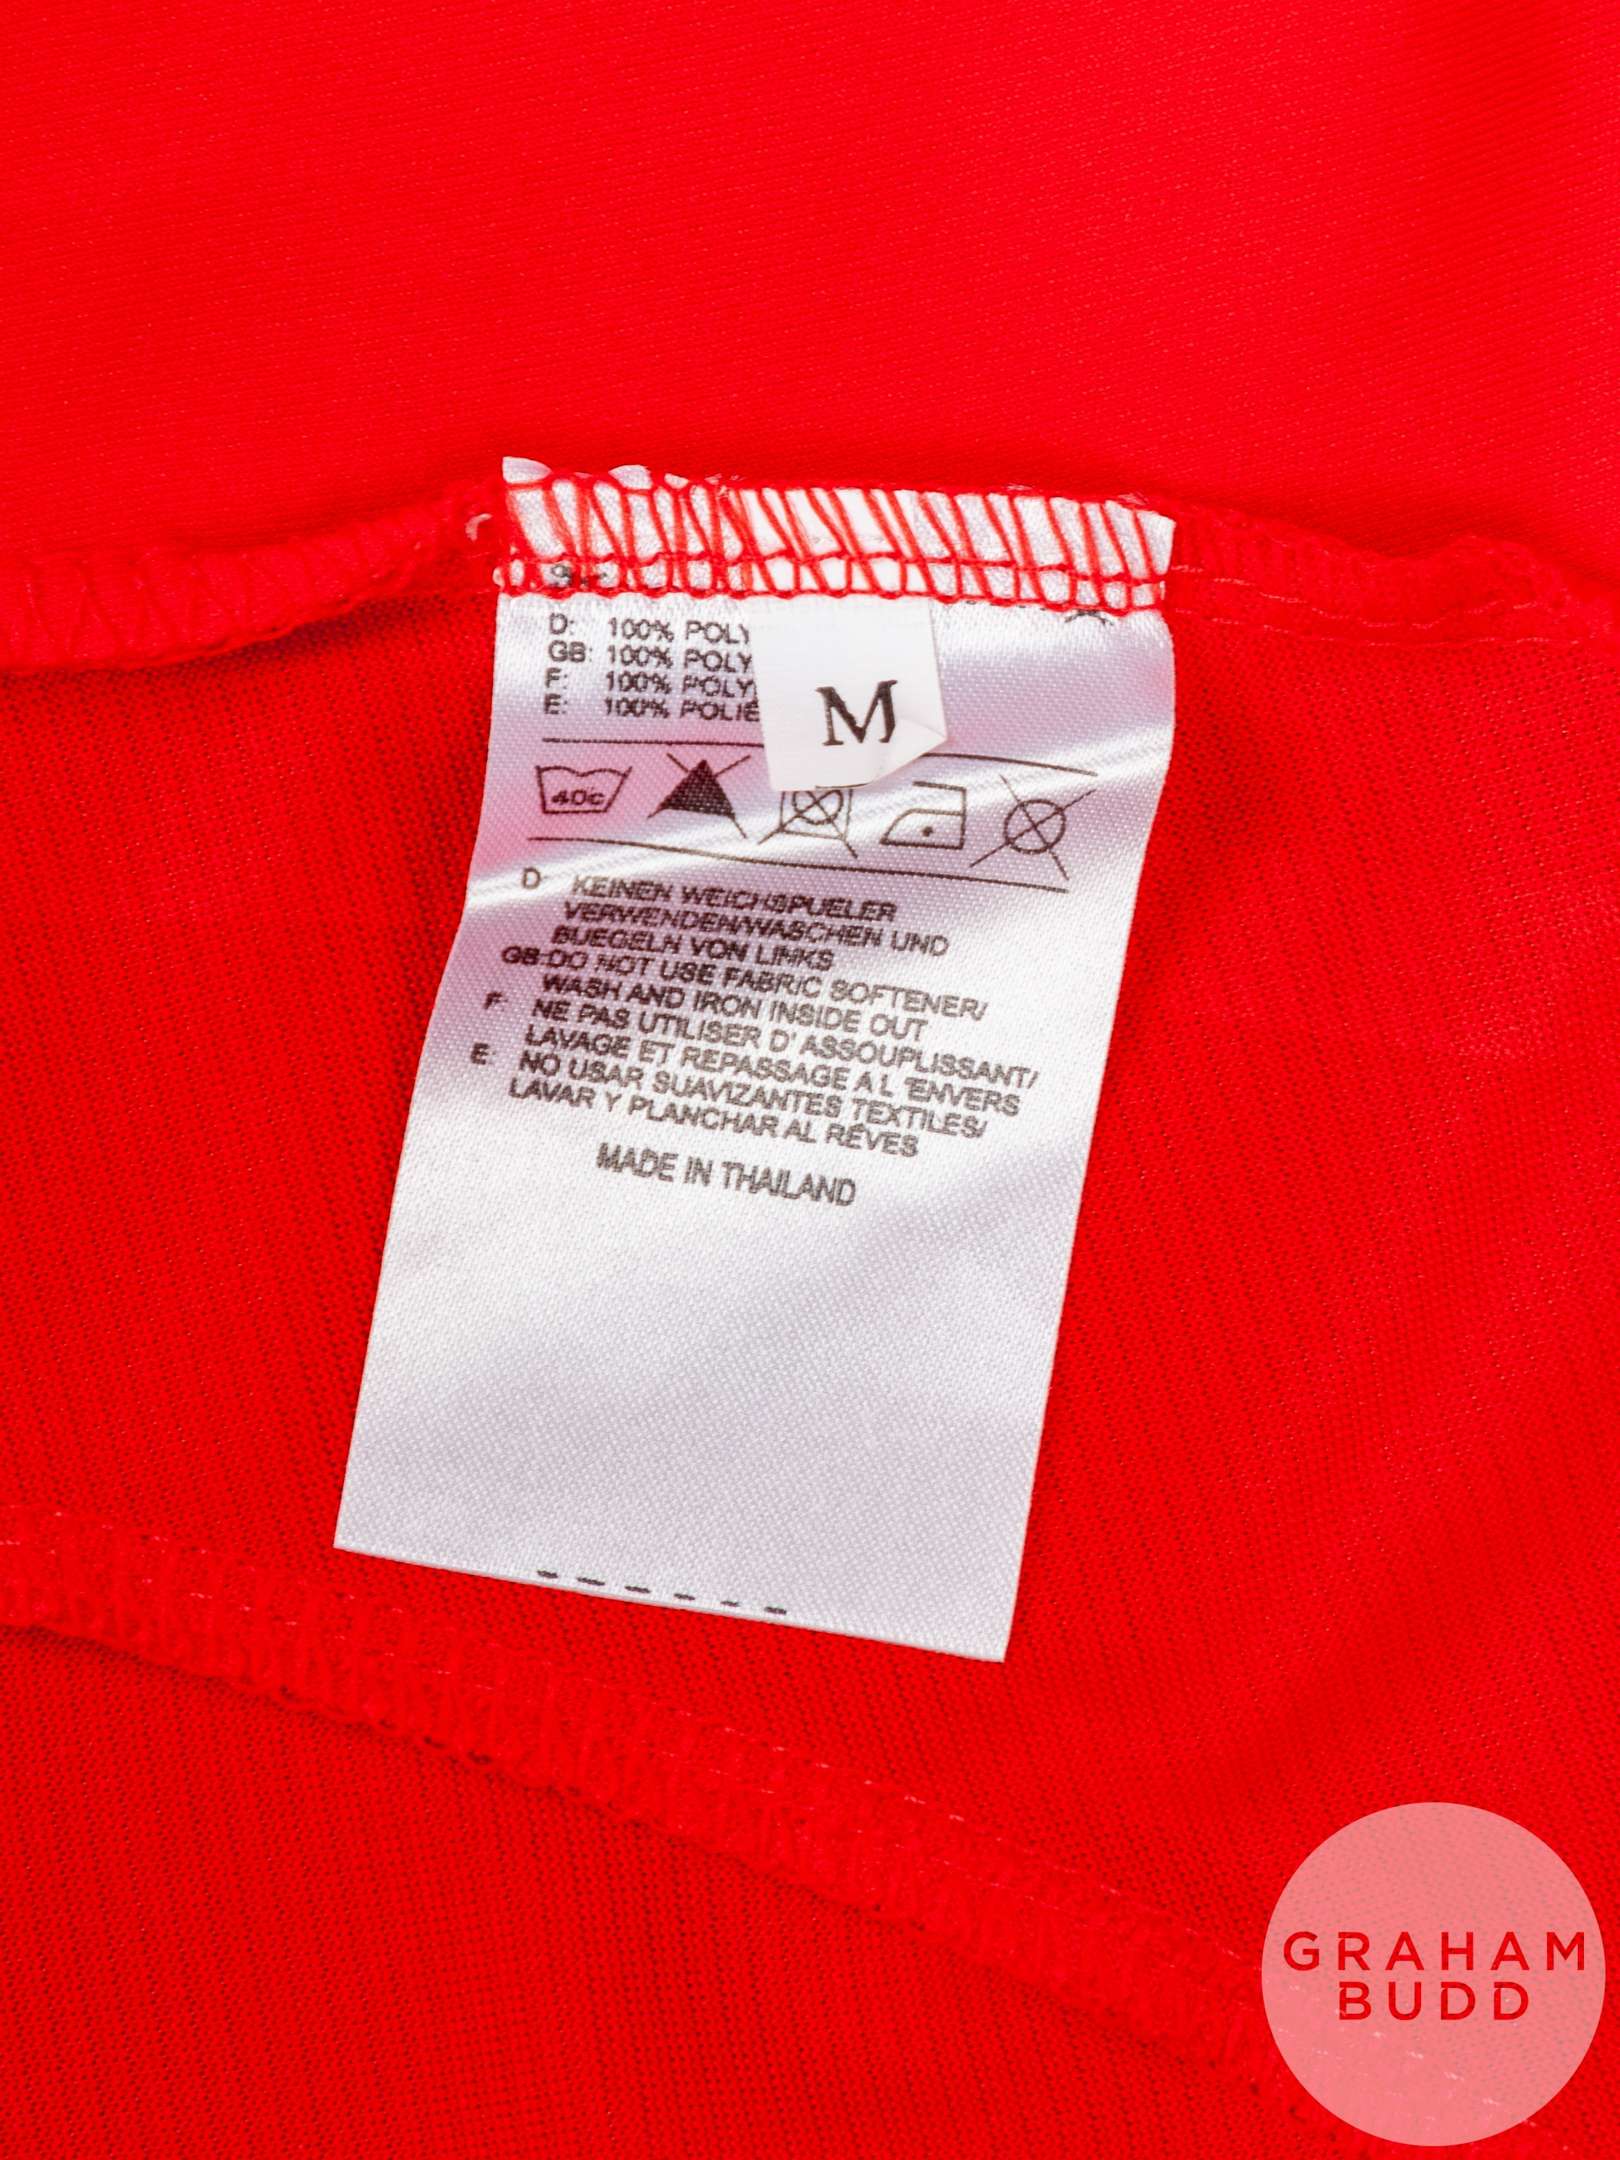 D: 100% POLY
GB: 100% POLY
F: 100% POLY
E: 100% POLIÉ
M
40c
D: KEINEN WEICHSPUELER
VERWENDEN/WASCHEN UND
BUEGELN VON LINKS
GB: DO NOT USE FABRIC SOFTENER/
WASH AND IRON INSIDE OUT
F: NE PAS UTILISER D'ASSOUPLISSANT/
LAVAGE ET REPASSAGE A L 'ENVERS
E: NO USAR SUAVIZANTES TEXTILES/
LAVAR Y PLANCHAR AL RÉVES
MADE IN THAILAND
GRAHAM
BUDD